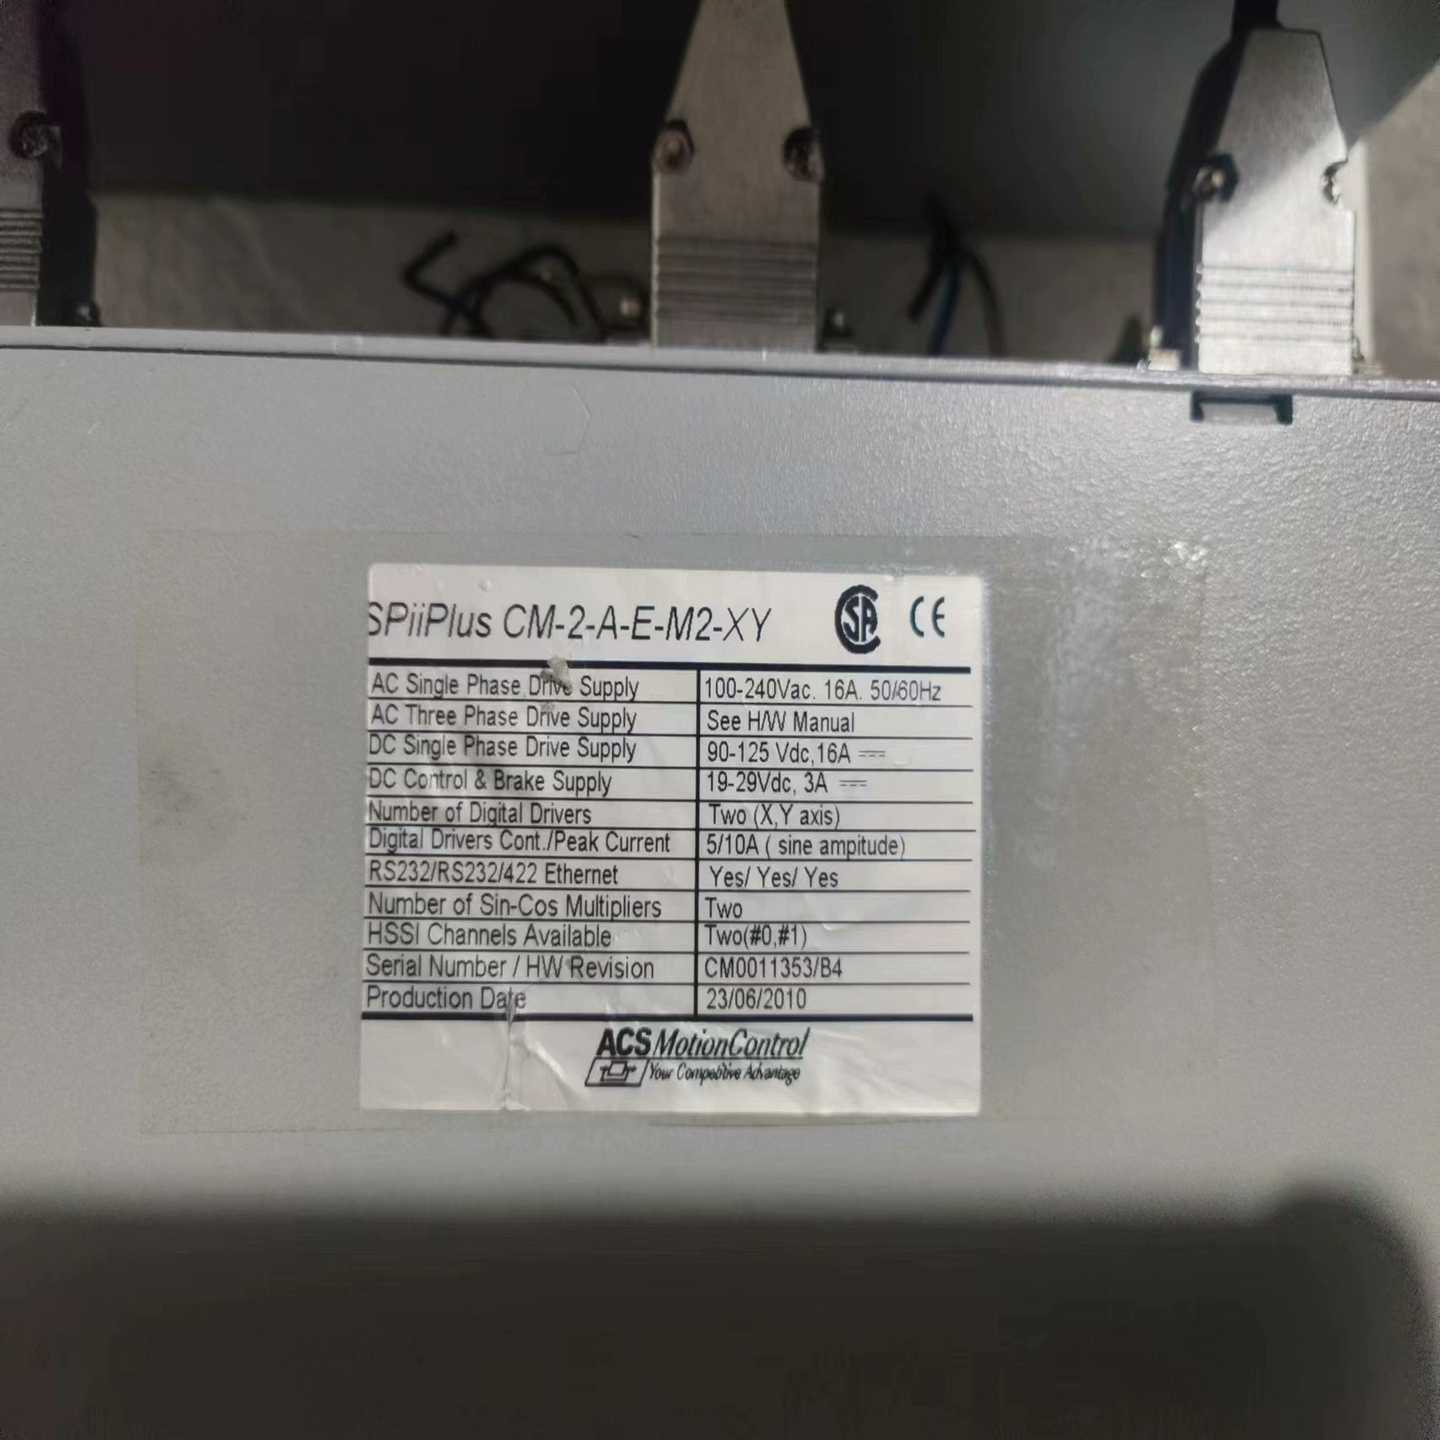 SPiiPlus CM-2-A-E-M2-XY SA CE
AC Single Phase Drive Supply 100-240Vac. 16A. 50/60Hz
AC Three Phase Drive Supply See H/W Manual
DC Single Phase Drive Supply 90-125 Vdc,16A
DC Control & Brake Supply 19-29Vdc, 3A
Number of Digital Drivers Two (X,Y axis)
Digital Drivers Cont./Peak Current 5/10A ( sine ampitude)
RS232/RS232/422 Ethernet Yes/ Yes/ Yes
Number of Sin-Cos Multipliers Two
HSSI Channels Available Two(#0,#1)
Serial Number / HW Revision CM0011353/B4
Production Date 23/06/2010
ACS MotionControl
Your Competitive Advantage